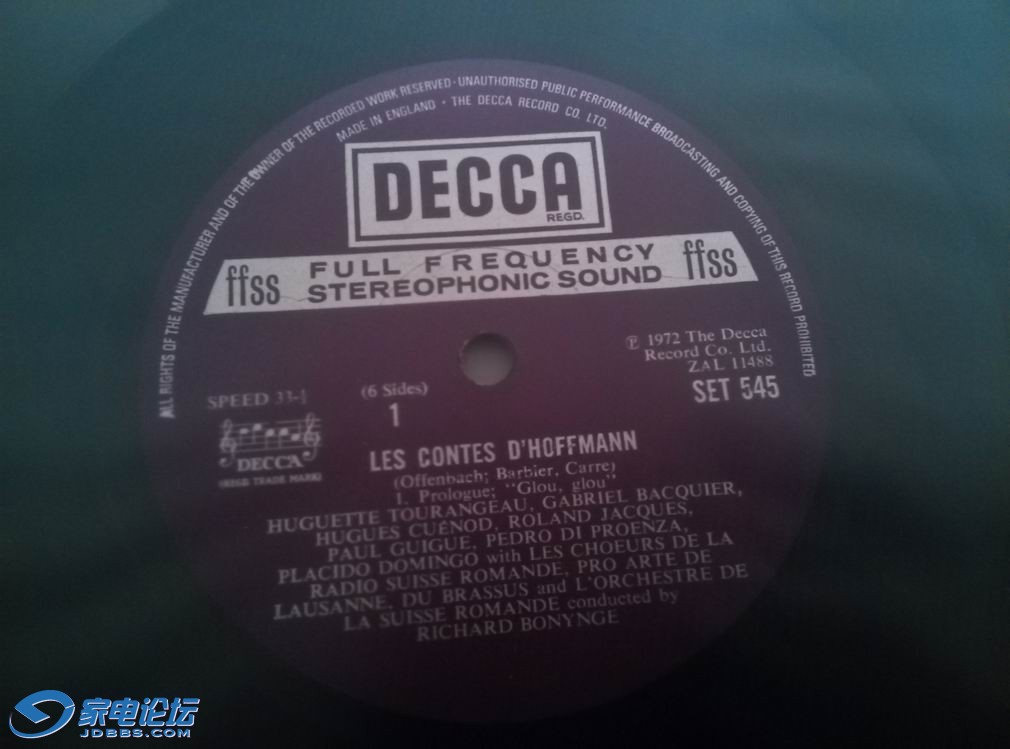 ALL RIGHTS OF THE MANUFACTURER AND OF THE OWNER OF THE RECORDED WORK RESERVED · UNAUTHORISED PUBLIC PERFORMANCE BROADCASTING AND COPYING OF THIS RECORD PROHIBITED
MADE IN ENGLAND · THE DECCA RECORD CO. LTD.
DECCA
REGD.
ffss FULL FREQUENCY STEREOPHONIC SOUND ffss
℗ 1972 The Decca
Record Co. Ltd.
ZAL 11488
SET 545
SPEED 33-⅓
(6 Sides)
1
DECCA
(REGD TRADE MARK)
LES CONTES D'HOFFMANN
(Offenbach; Barbier, Carre)
1. Prologue; "Glou, glou"
HUGUETTE TOURANGEAU, GABRIEL BACQUIER,
HUGUES CUÉNOD, ROLAND JACQUES,
PAUL GUIGUE, PEDRO DI PROENZA,
PLACIDO DOMINGO with LES CHOEURS DE LA
RADIO SUISSE ROMANDE, PRO ARTE DE
LAUSANNE, DU BRASSUS and L'ORCHESTRE DE
LA SUISSE ROMANDE conducted by
RICHARD BONYNGE
家电论坛
JDBBS.COM